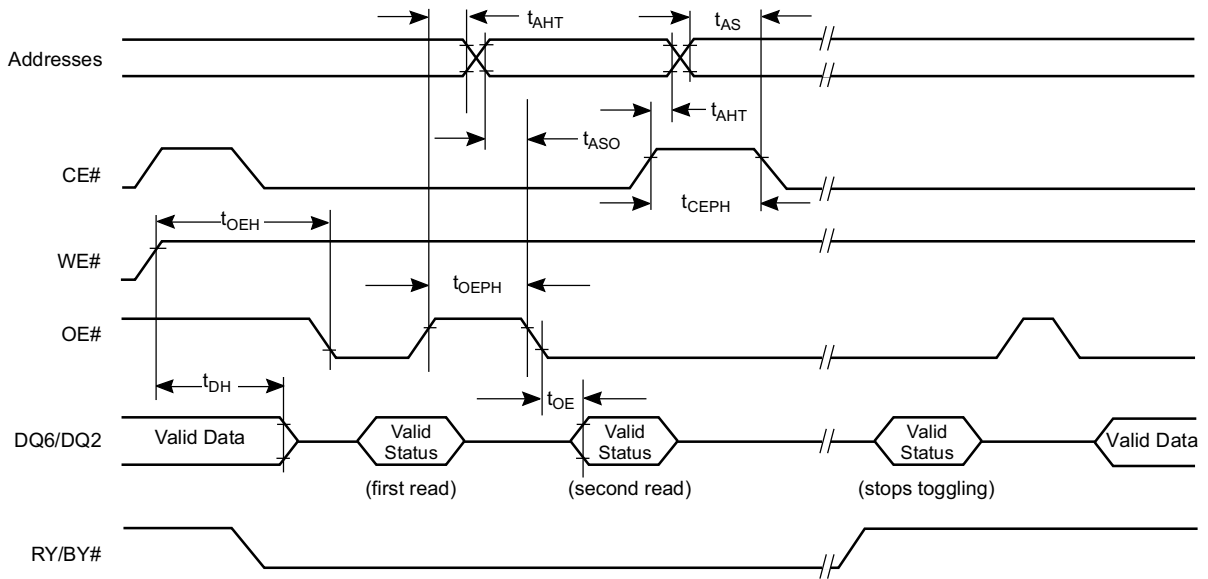 tAHT
tAS
Addresses
tAHT
tASO
CE#
tCEPH
tOEH
WE#
tOEPH
OE#
tDH
tOE
DQ6/DQ2
Valid Data
Valid
Status
Valid
Status
Valid
Status
Valid Data
(first read)
(second read)
(stops toggling)
RY/BY#